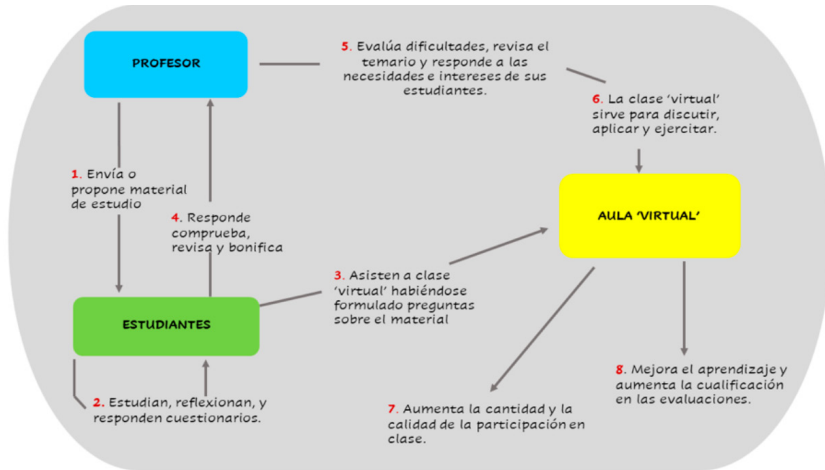 PROFESOR
5. Evalúa dificultades, revisa el
temario y responde a las
necesidades e intereses de sus
estudiantes.
6. La clase ‘virtual’
sirve para discutir,
aplicar y ejercitar.
1. Envía o
propone material
de estudio
4. Responde
comprueba,
revisa y bonifica
AULA ‘VIRTUAL’
3. Asisten a clase
‘virtual’ habiéndose
formulado preguntas
sobre el material
ESTUDIANTES
2. Estudian, reflexionan, y
responden cuestionarios.
7. Aumenta la cantidad y la
calidad de la participación en
clase.
8. Mejora el aprendizaje y
aumenta la cualificación
en las evaluaciones.